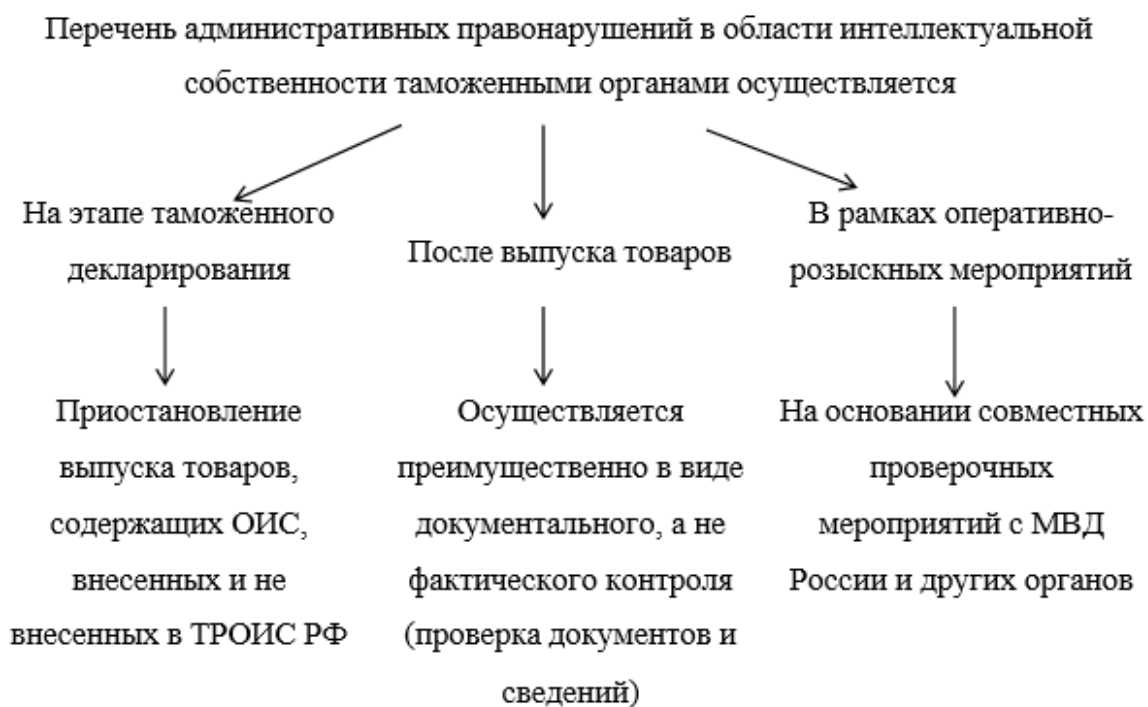 Перечень административных правонарушений в области интеллектуальной
собственности таможенными органами осуществляется
На этапе таможенного
декларирования
После выпуска товаров
В рамках оперативно-
розыскных мероприятий
Приостановление
выпуска товаров,
содержащих ОИС,
внесенных и не
внесенных в ТРОИС РФ
Осуществляется
преимущественно в виде
документального, а не
фактического контроля
(проверка документов и
сведений)
На основании совместных
проверочных
мероприятий с МВД
России и других органов